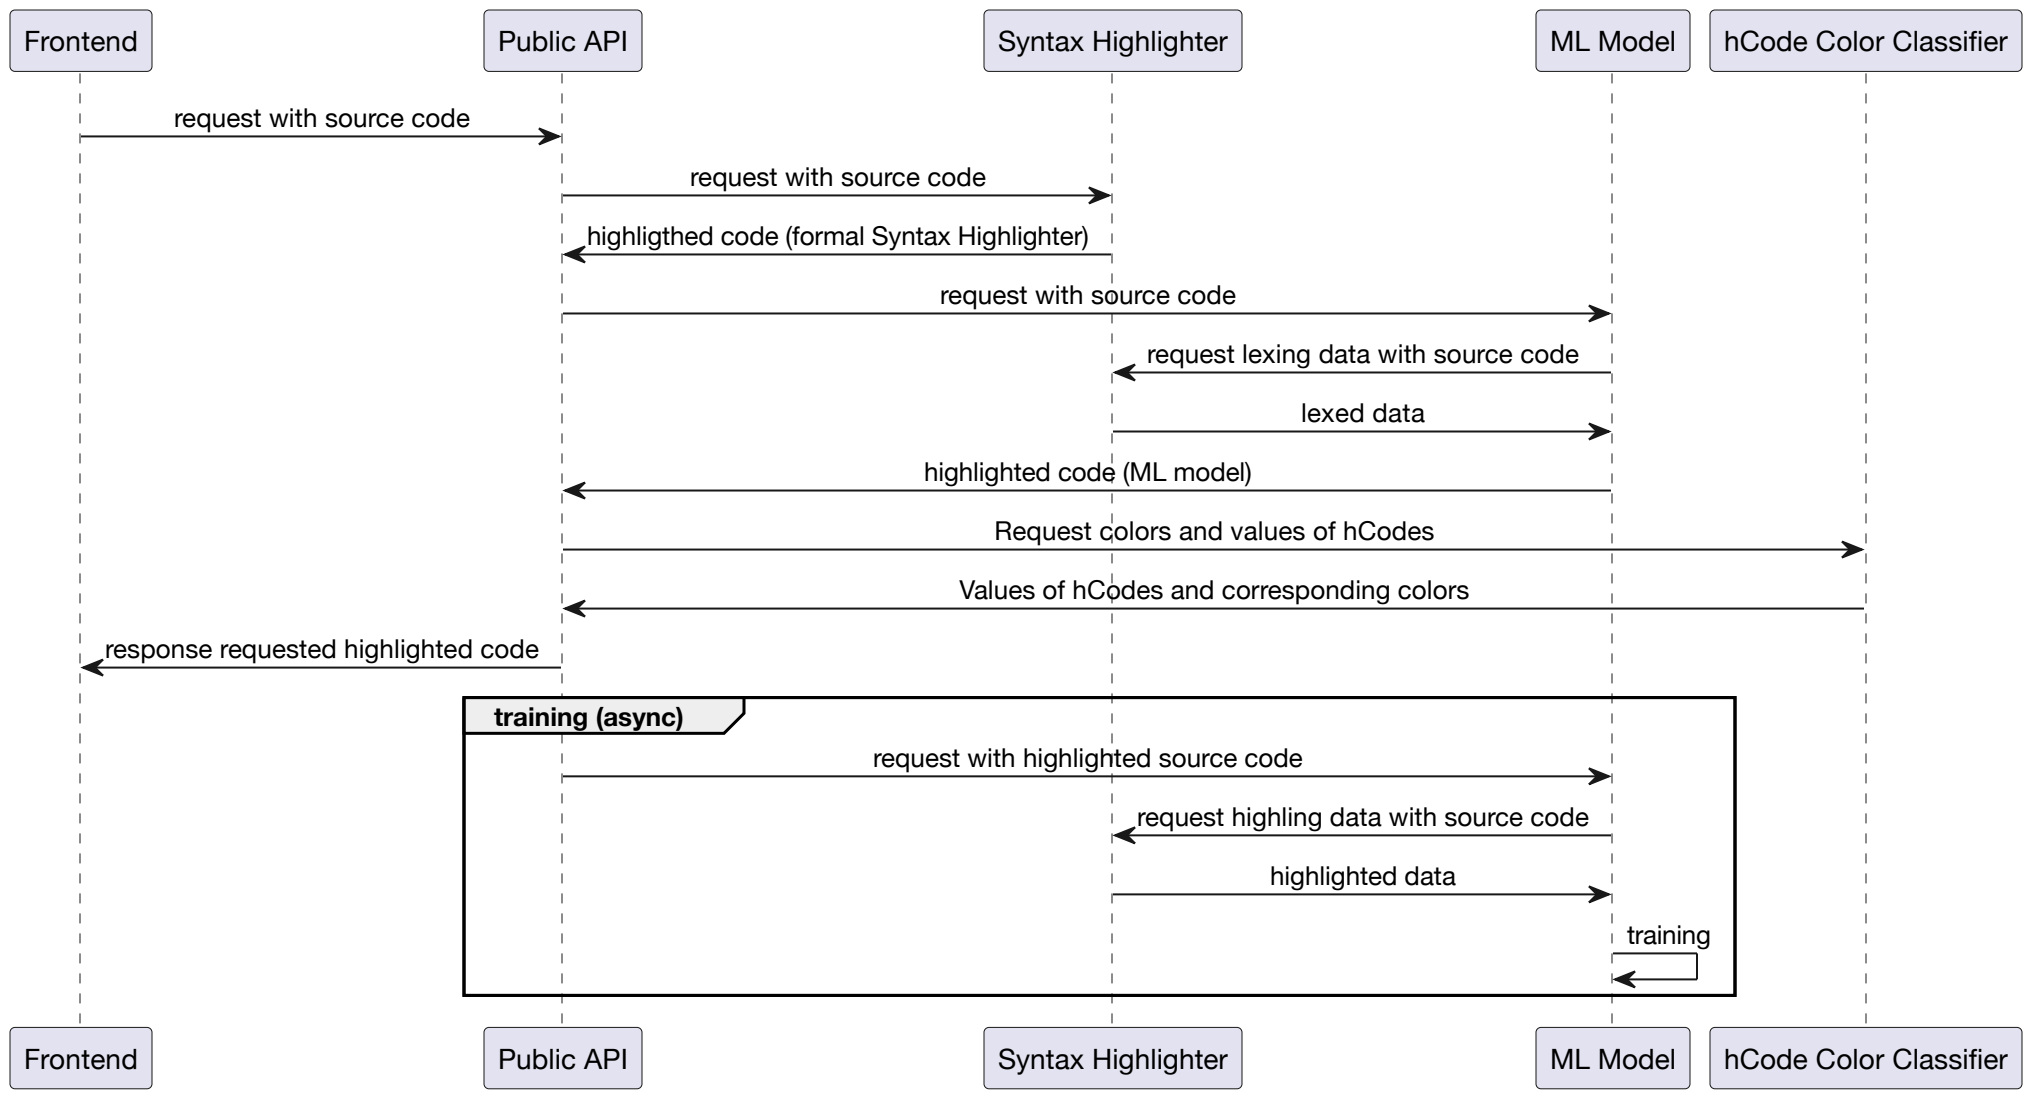 Frontend
Public API
Syntax Highlighter
ML Model
hCode Color Classifier
request with source code
request with source code
highligthed code (formal Syntax Highlighter)
request with source code
request lexing data with source code
lexed data
highlighted code (ML model)
Request colors and values of hCodes
Values of hCodes and corresponding colors
response requested highlighted code
training (async)
request with highlighted source code
request highling data with source code
highlighted data
training
Frontend
Public API
Syntax Highlighter
ML Model
hCode Color Classifier